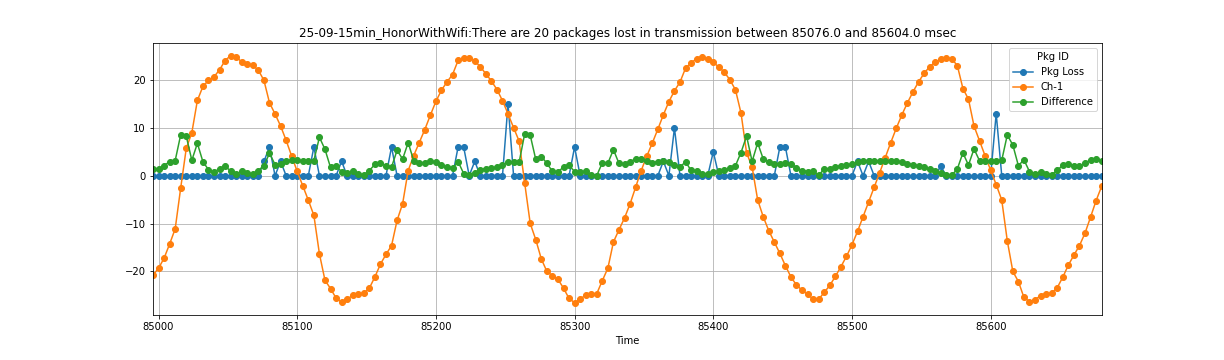 25-09-15min_HonorWithWifi:There are 20 packages lost in transmission between 85076.0 and 85604.0 msec
Pkg ID
Pkg Loss
Ch-1
Difference
20
10
0
−10
−20
85000 85100 85200 85300 85400 85500 85600
Time